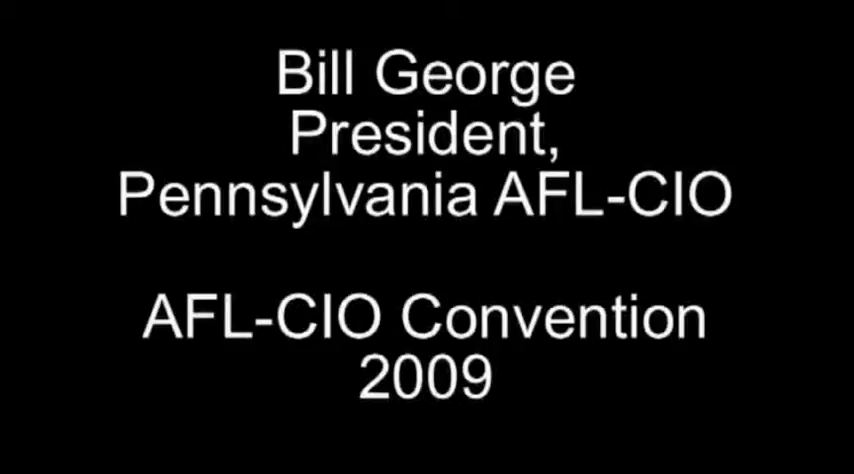 Bill George
President,
Pennsylvania AFL-CIO
AFL-CIO Convention
2009